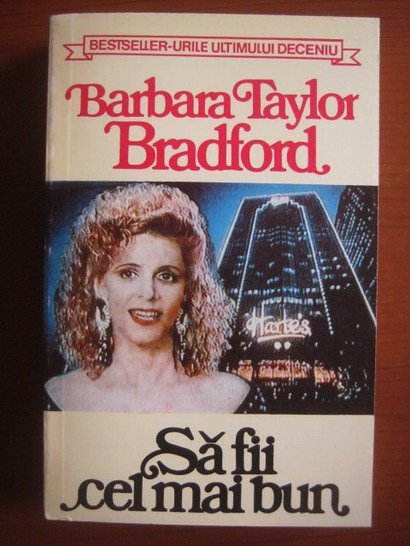 BESTSELLER-URILE ULTIMULUI DECENIU
Barbara Taylor
Bradford
Harte's
Să fii
cel mai bun